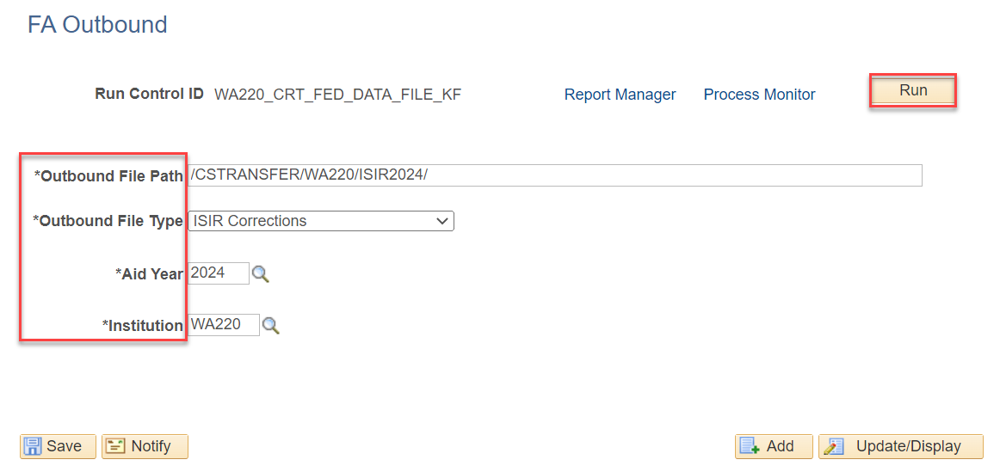 FA Outbound
Run Control ID WA220_CRT_FED_DATA_FILE_KF Report Manager Process Monitor Run
*Outbound File Path /CSTRANSFER/WA220/ISIR2024/
*Outbound File Type ISIR Corrections
*Aid Year 2024
*Institution WA220
Save Notify Add Update/Display